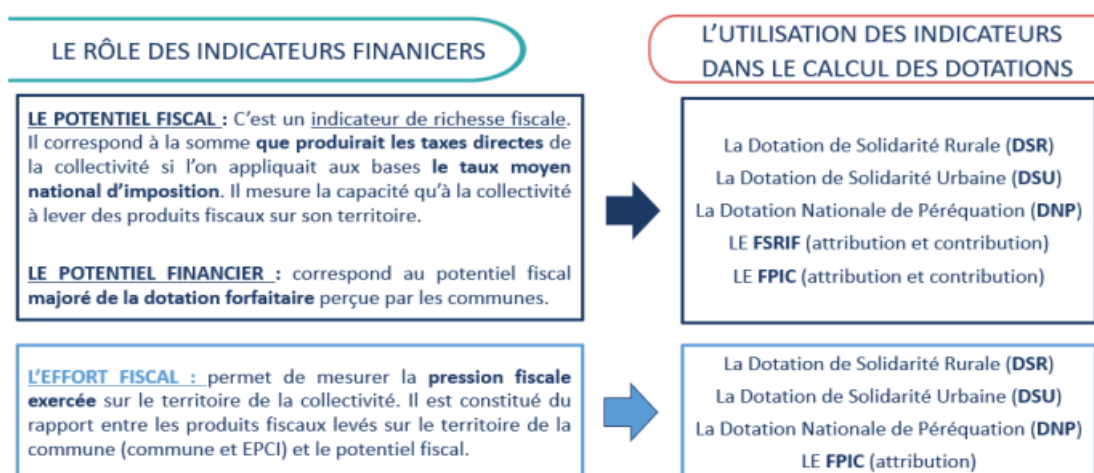 LE RÔLE DES INDICATEURS FINANICERS
L'UTILISATION DES INDICATEURS
DANS LE CALCUL DES DOTATIONS
LE POTENTIEL FISCAL : C'est un indicateur de richesse fiscale.
Il correspond à la somme que produirait les taxes directes de
la collectivité si l'on appliquait aux bases le taux moyen
national d'imposition. Il mesure la capacité qu'à la collectivité
à lever des produits fiscaux sur son territoire.
LE POTENTIEL FINANCIER : correspond au potentiel fiscal
majoré de la dotation forfaitaire perçue par les communes.
La Dotation de Solidarité Rurale (DSR)
La Dotation de Solidarité Urbaine (DSU)
La Dotation Nationale de Péréquation (DNP)
LE FSRIF (attribution et contribution)
LE FPIC (attribution et contribution)
L'EFFORT FISCAL : permet de mesurer la pression fiscale
exercée sur le territoire de la collectivité. Il est constitué du
rapport entre les produits fiscaux levés sur le territoire de la
commune (commune et EPCI) et le potentiel fiscal.
La Dotation de Solidarité Rurale (DSR)
La Dotation de Solidarité Urbaine (DSU)
La Dotation Nationale de Péréquation (DNP)
LE FPIC (attribution)